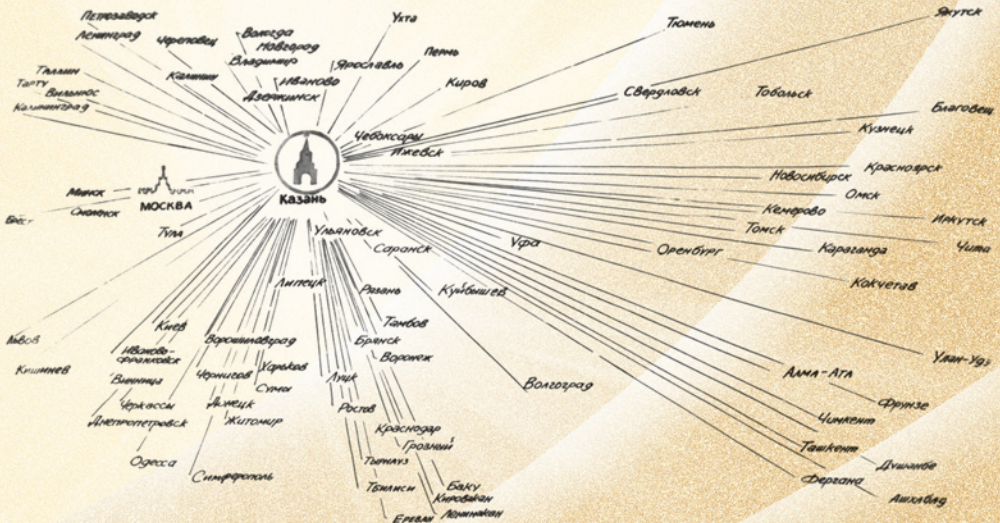 Петрозаводск
Ленинград
Череповец
Вологда
Новгород
Владимир
Ухта
Тюмень
Якутск
Таллин
Тарту
Вильнюс
Калининград
Калинин
Иваново
Дзержинск
Ярославль
Пермь
Киров
Свердловск
Тобольск
Благовещ
Кузнецк
Чебоксары
Ижевск
Новосибирск
Красноярск
Омск
Минск
Смоленск
МОСКВА
Казань
Брест
Тула
Ульяновск
Саранск
Уфа
Кемерово
Томск
Иркутск
Чита
Оренбург
Караганда
Кокчетав
Липецк
Рязань
Куйбышев
Львов
Кишинев
Киев
Ивано-
Франковск
Ворошиловград
Тамбов
Брянск
Воронеж
Винница
Чернигов
Харьков
Сумы
Луцк
Волгоград
Улан-Удэ
Алма-Ата
Фрунзе
Черкассы
Днепропетровск
Донецк
Житомир
Ростов
Краснодар
Грозный
Чимкент
Ташкент
Душанбе
Фергана
Ашхабад
Одесса
Симферополь
Тырныуз
Тбилиси
Баку
Кировакан
Ленинакан
Ереван